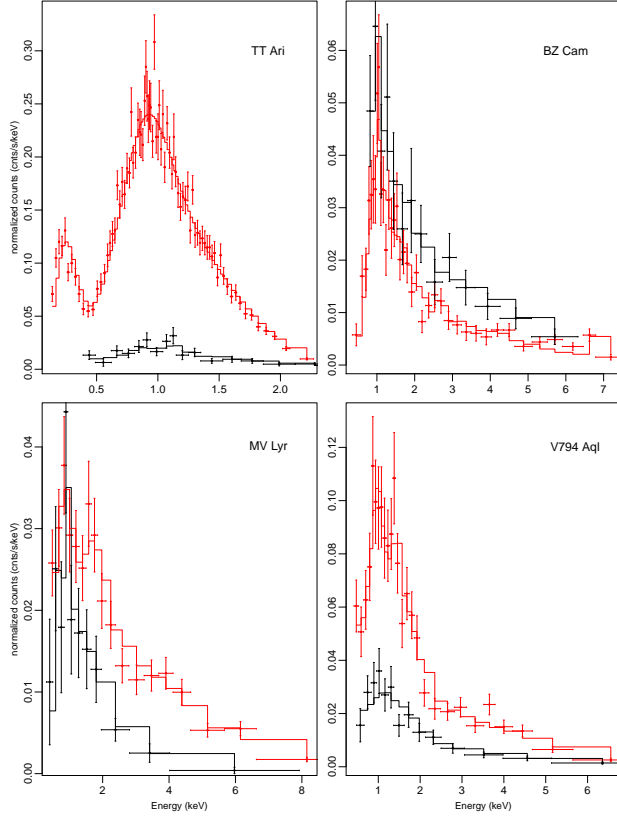 TT Ari
normalized counts (cnts/s/keV)
0.00 0.05 0.10 0.15 0.20 0.30
0.5 1.0 1.5 2.0
BZ Cam
0.00 0.01 0.02 0.03 0.04 0.05 0.06
1 2 3 4 5 6 7
MV Lyr
normalized counts (cnts/s/keV)
0.00 0.01 0.02 0.03 0.04
2 4 6 8
Energy (keV)
V794 Aql
0.00 0.02 0.04 0.06 0.08 0.10 0.12
1 2 3 4 5 6
Energy (keV)